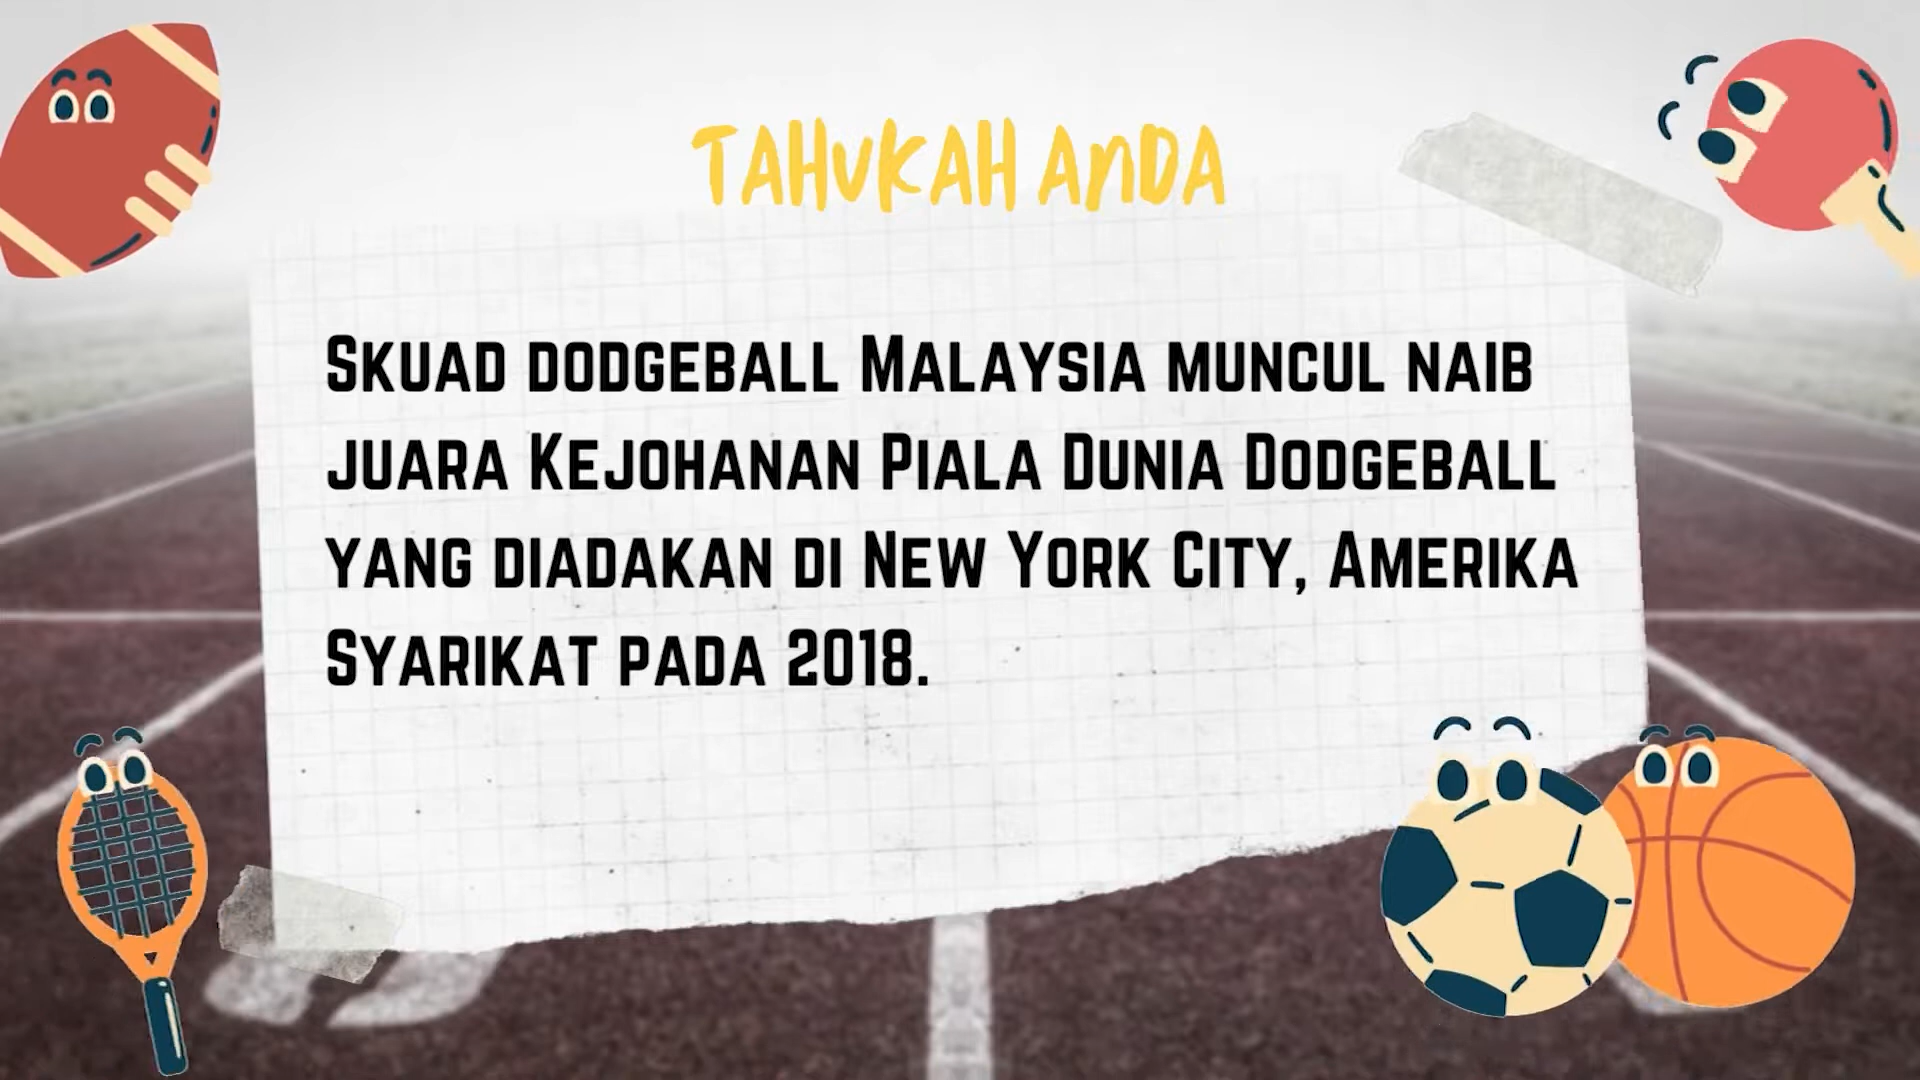 TAHUKAH ANDA
Skuad dodgeball Malaysia muncul naib
juara Kejohanan Piala Dunia Dodgeball
yang diadakan di New York City, Amerika
Syarikat pada 2018.